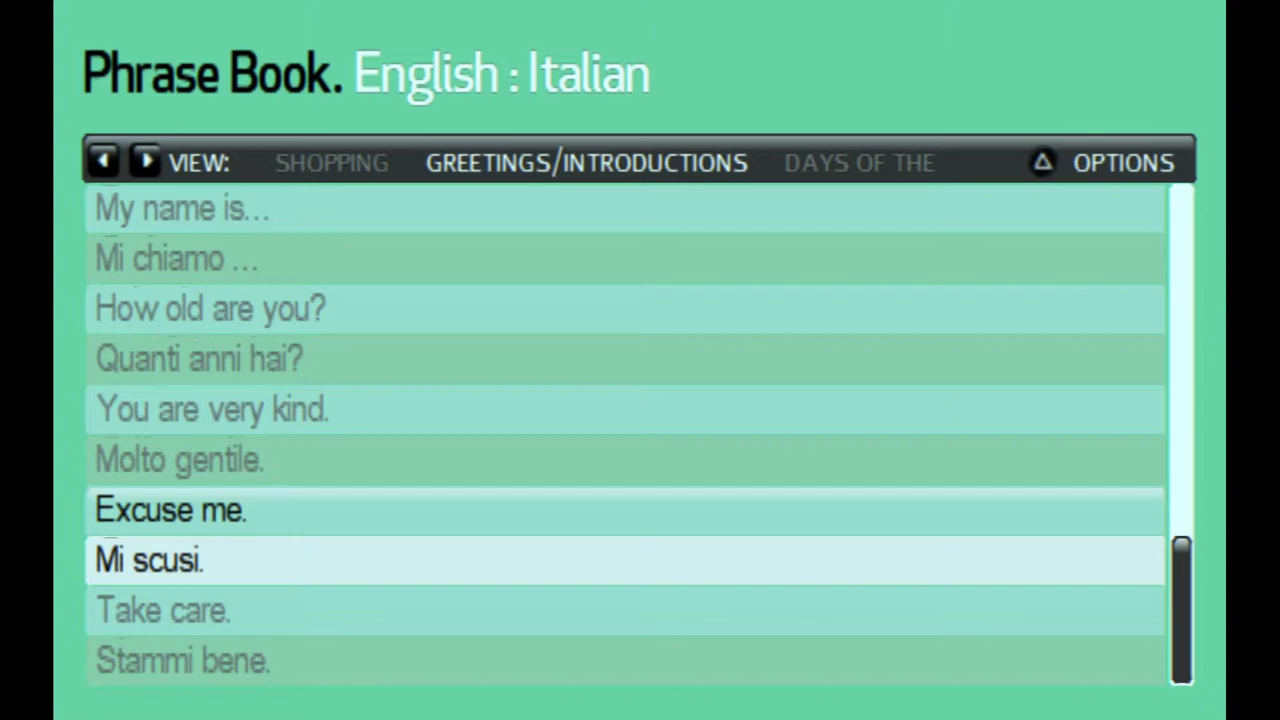 Phrase Book. English : Italian
VIEW: SHOPPING GREETINGS/INTRODUCTIONS DAYS OF THE OPTIONS
My name is...
Mi chiamo ...
How old are you?
Quanti anni hai?
You are very kind.
Molto gentile.
Excuse me.
Mi scusi.
Take care.
Stammi bene.